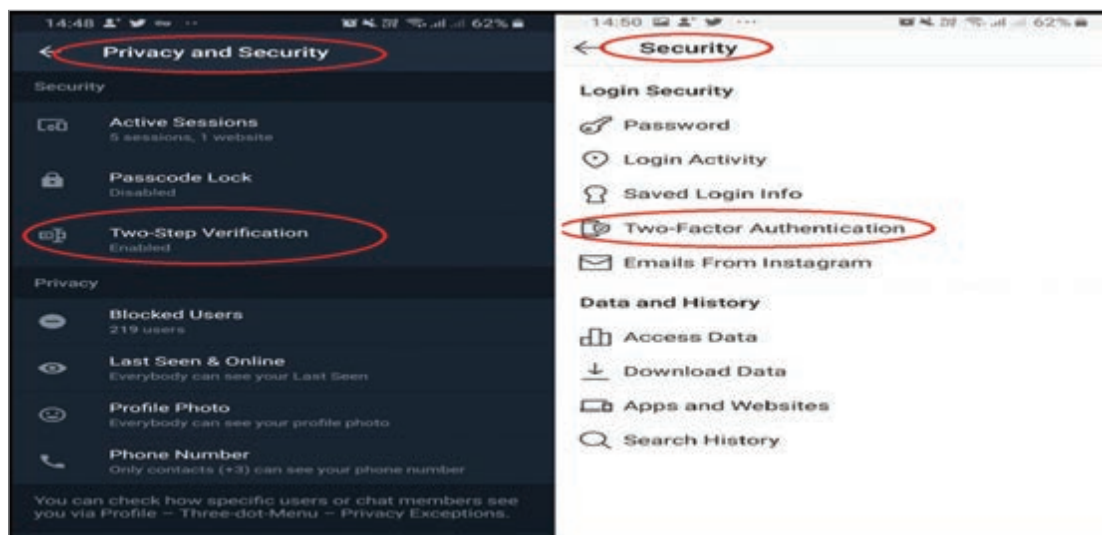 14:48
62%
Privacy and Security
Security
Active Sessions
5 sessions, 1 website
Passcode Lock
Disabled
Two-Step Verification
Enabled
Privacy
Blocked Users
219 users
Last Seen & Online
Everybody can see your Last Seen
Profile Photo
Everybody can see your profile photo
Phone Number
Only contacts (+3) can see your phone number
You can check how specific users or chat members see
you via Profile – Three-dot-Menu – Privacy Exceptions.
14:50
62%
Security
Login Security
Password
Login Activity
Saved Login Info
Two-Factor Authentication
Emails From Instagram
Data and History
Access Data
Download Data
Apps and Websites
Search History